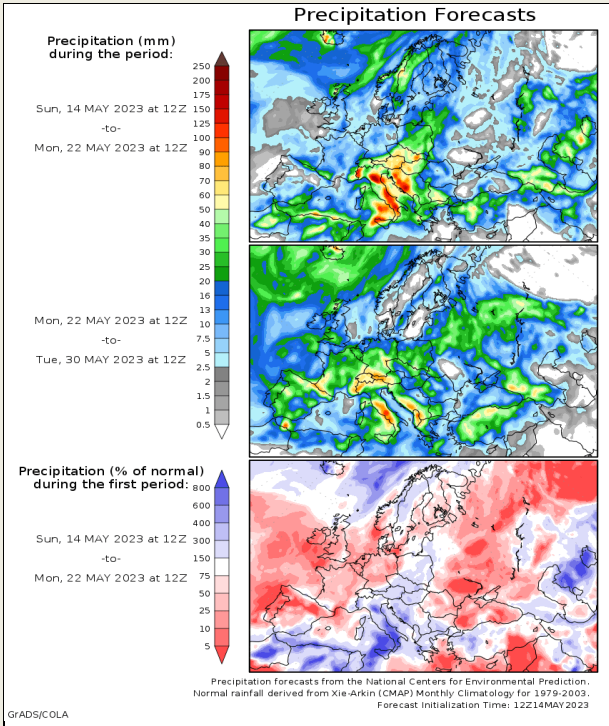 Precipitation Forecasts
Precipitation (mm)
during the period:
250
200
175
150
125
100
90
80
70
60
50
40
35
30
25
20
16
13
10
7.5
5
2.5
2
1.5
1
0.5
Sun, 14 MAY 2023 at 12Z
-to-
Mon, 22 MAY 2023 at 12Z
Mon, 22 MAY 2023 at 12Z
-to-
Tue, 30 MAY 2023 at 12Z
Precipitation (% of normal)
during the first period:
800
600
400
300
150
75
50
25
10
5
Sun, 14 MAY 2023 at 12Z
-to-
Mon, 22 MAY 2023 at 12Z
Precipitation forecasts from the National Centers for Environmental Prediction.
Normal rainfall derived from Xie-Arkin (CMAP) Monthly Climatology for 1979-2003.
Forecast Initialization Time: 12Z14MAY2023
GrADS/COLA